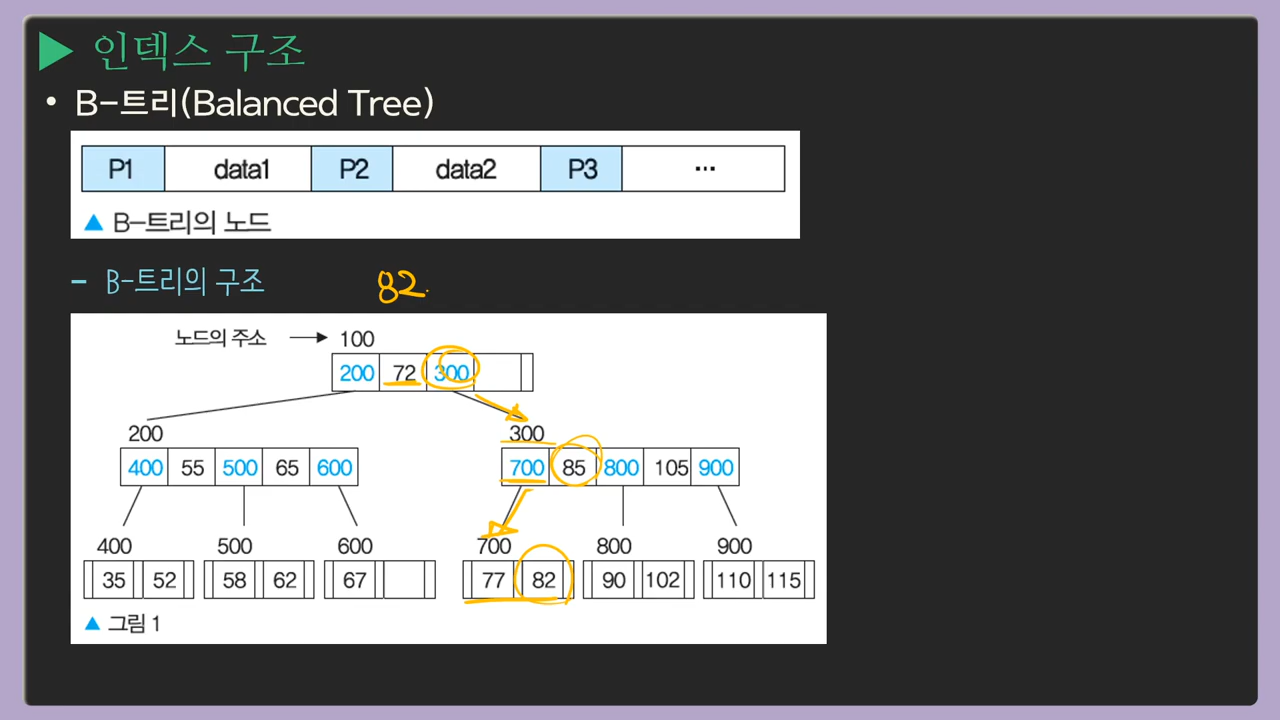 ▶ 인덱스 구조
• B-트리(Balanced Tree)
P1 data1 P2 data2 P3 ...
▲ B-트리의 노드
- B-트리의 구조 82.
노드의 주소 → 100
200 72 300
200 300
400 55 500 65 600 700 85 800 105 900
400 500 600 700 800 900
35 52 58 62 67 77 82 90 102 110 115
▲ 그림 1